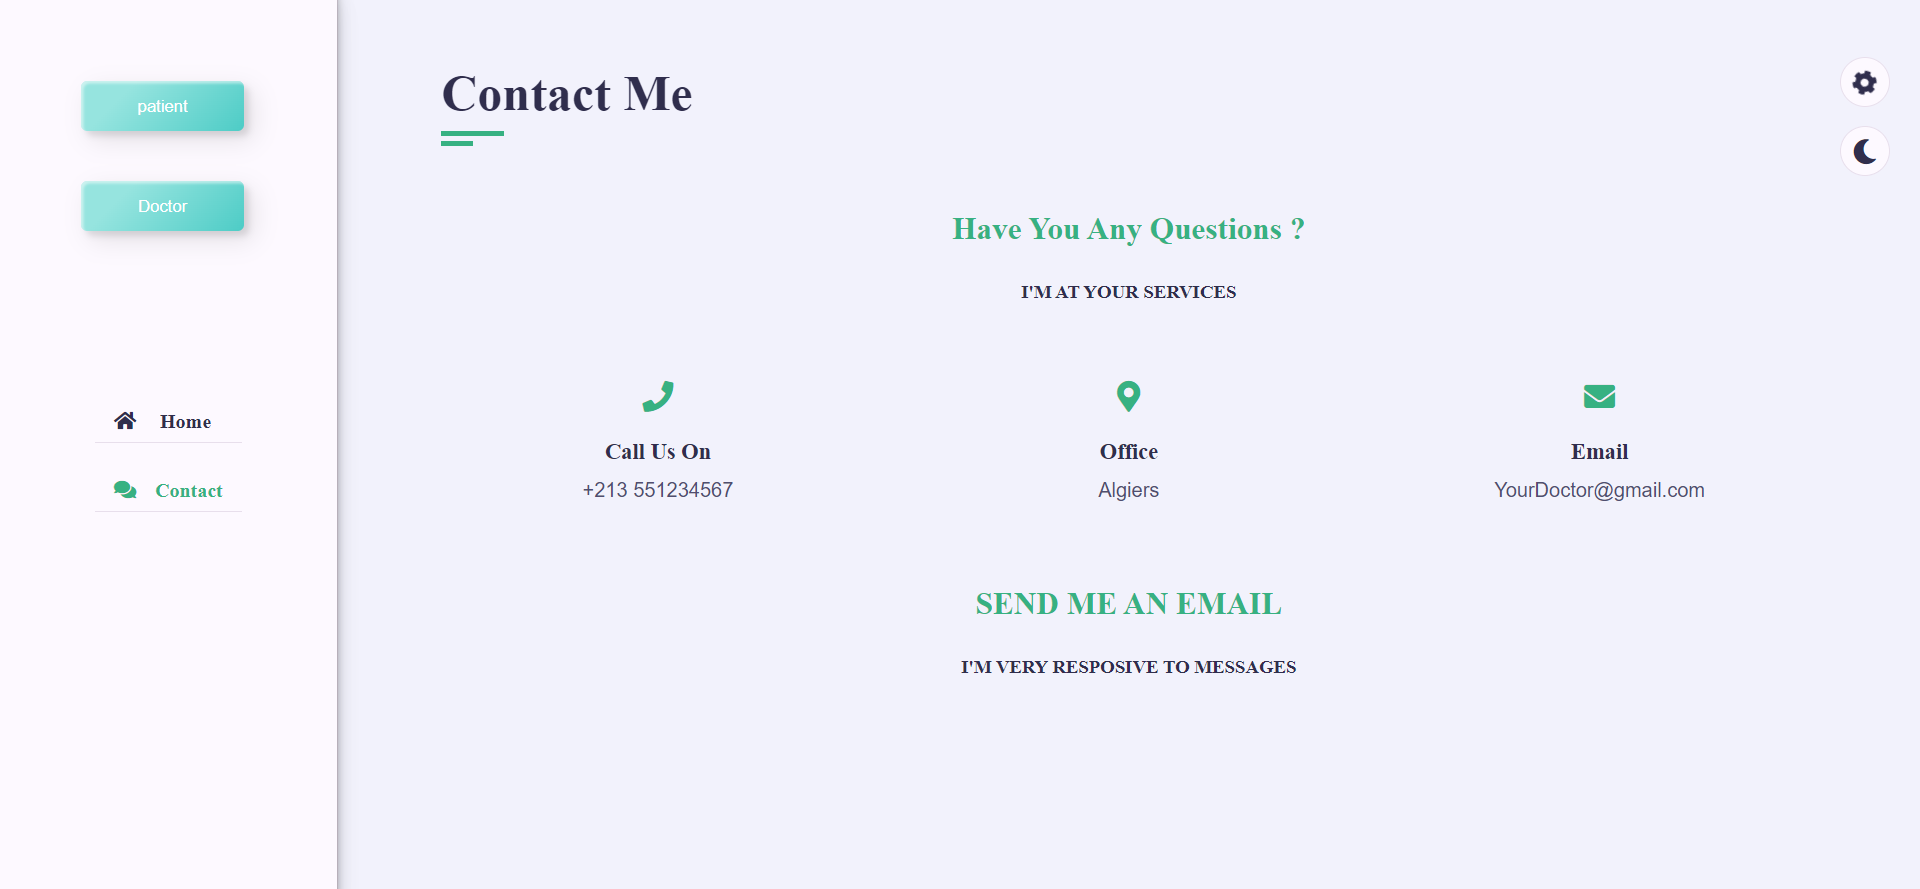 patient
Doctor
Home
Contact
Contact Me
Have You Any Questions ?
I'M AT YOUR SERVICES
Call Us On
+213 551234567
Office
Algiers
Email
YourDoctor@gmail.com
SEND ME AN EMAIL
I'M VERY RESPOSIVE TO MESSAGES